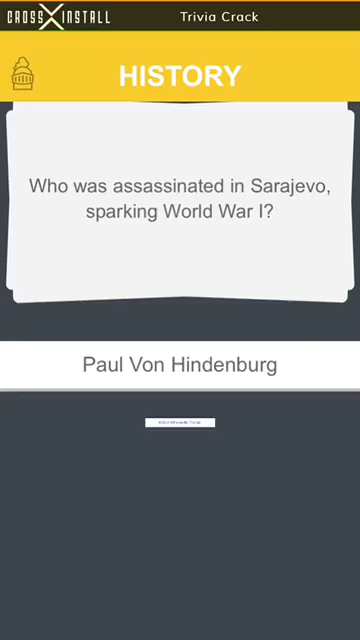 CROSS INSTALL
Trivia Crack
HISTORY
Who was assassinated in Sarajevo,
sparking World War I?
Paul Von Hindenburg